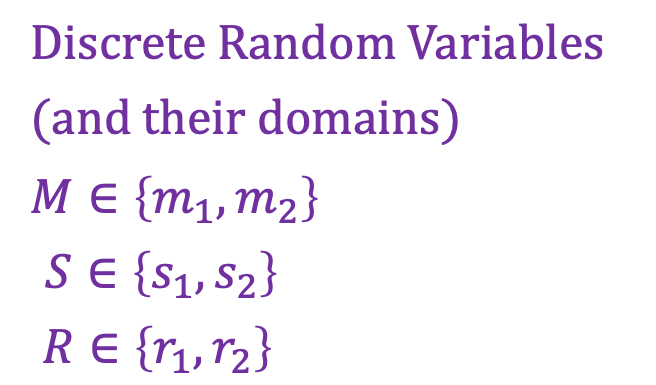 Discrete Random Variables
(and their domains)
M ∈ {m₁, m₂}
S ∈ {s₁, s₂}
R ∈ {r₁, r₂}